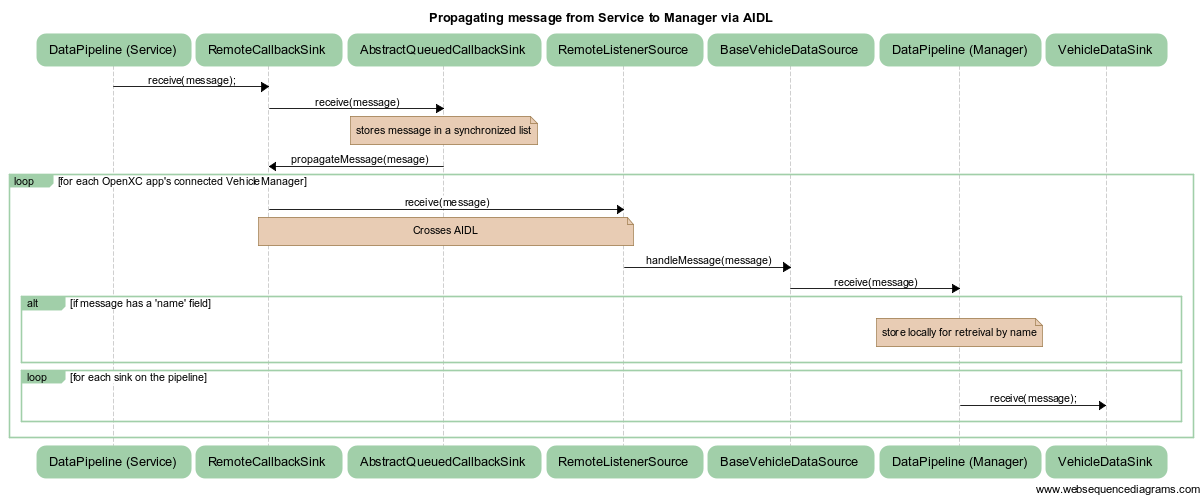 Propagating message from Service to Manager via AIDL
DataPipeline (Service) RemoteCallbackSink AbstractQueuedCallbackSink RemoteListenerSource BaseVehicleDataSource DataPipeline (Manager) VehicleDataSink
receive(message);
receive(message)
stores message in a synchronized list
propagateMessage(mesage)
loop [for each OpenXC app's connected VehicleManager]
receive(message)
Crosses AIDL
handleMessage(message)
receive(message)
alt [if message has a 'name' field]
store locally for retreival by name
loop [for each sink on the pipeline]
receive(message);
DataPipeline (Service) RemoteCallbackSink AbstractQueuedCallbackSink RemoteListenerSource BaseVehicleDataSource DataPipeline (Manager) VehicleDataSink
www.websequencediagrams.com